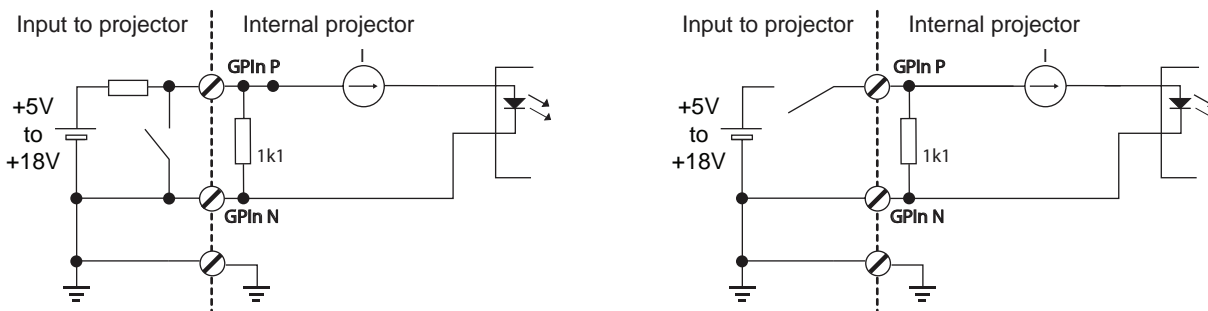 Input to projector
Internal projector
I
GPIn P
+5V
to
+18V
1k1
GPIn N
Input to projector
Internal projector
I
GPIn P
+5V
to
+18V
1k1
GPIn N